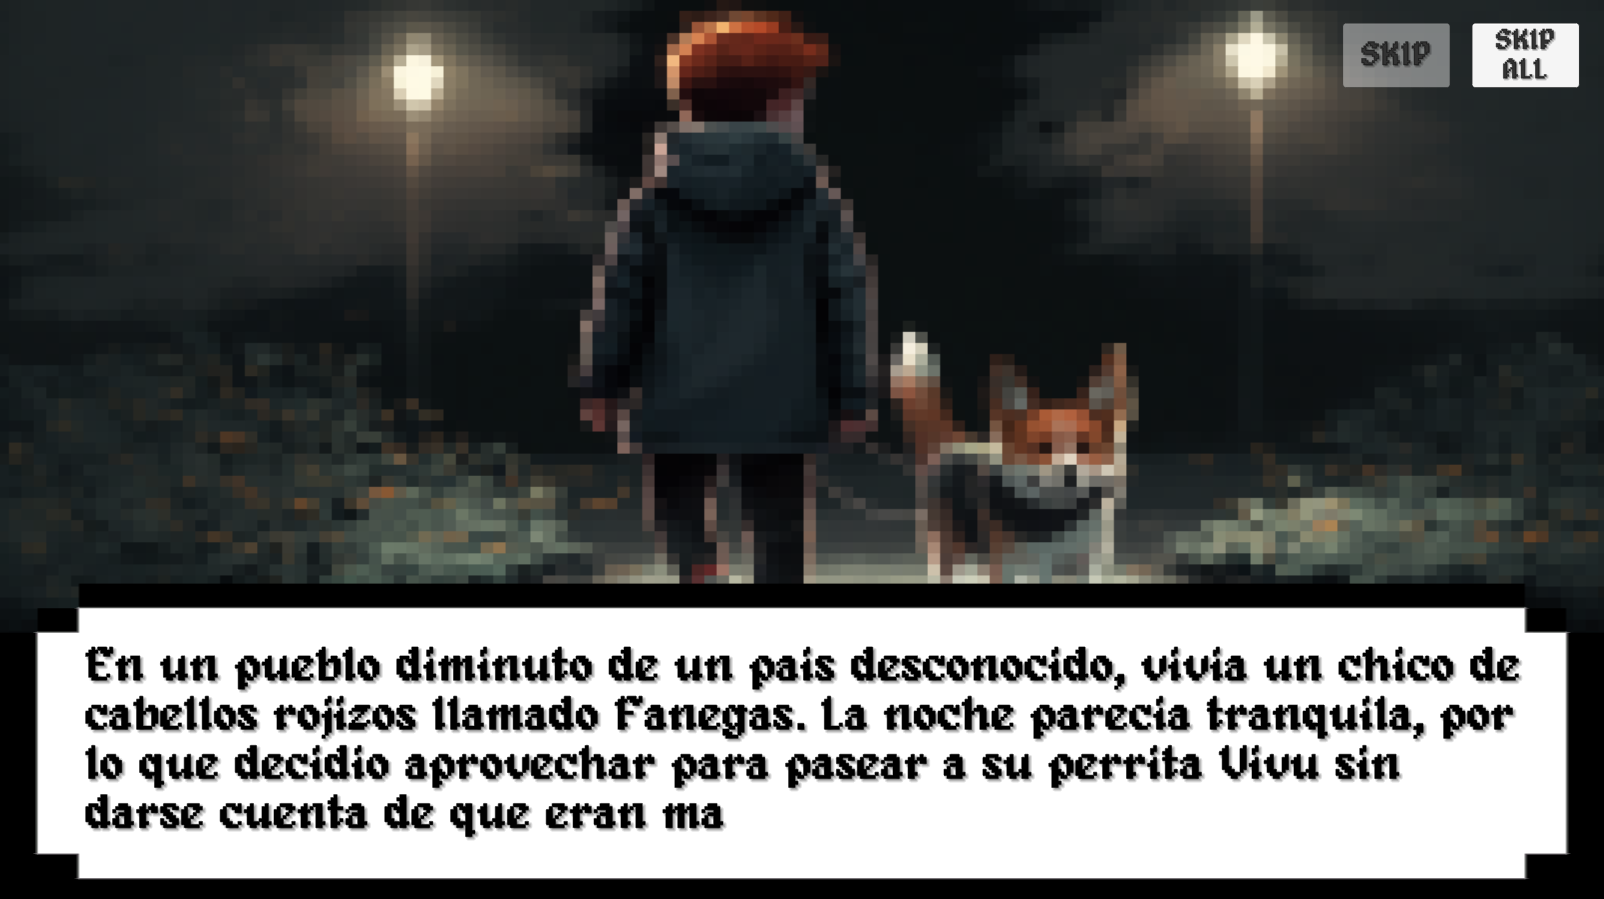 SKIP
SKIP
ALL
En un pueblo diminuto de un pais desconocido, vivia un chico de
cabellos rojizos llamado Fanegas. La noche parecia tranquila, por
lo que decidio aprovechar para pasear a su perrita Vivu sin
darse cuenta de que eran ma